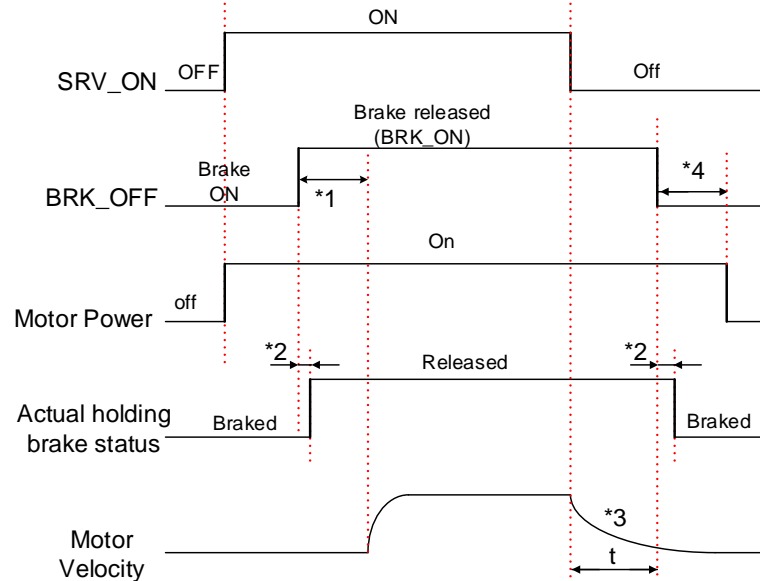 ON
SRV_ON
OFF
Off
Brake released
(BRK_ON)
Brake
ON
BRK_OFF
*1
*4
On
off
Motor Power
*2
*2
Released
Actual holding
brake status
Braked
Braked
*3
Motor
Velocity
t